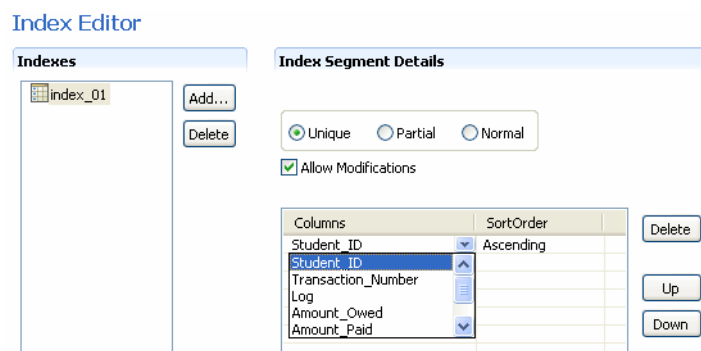 Index Editor
Indexes
Index Segment Details
index_01
Add...
Delete
Unique Partial Normal
Allow Modifications
Columns SortOrder
Delete
Student_ID Ascending
Student_ID
Transaction_Number
Log
Amount_Owed
Amount_Paid
Up
Down